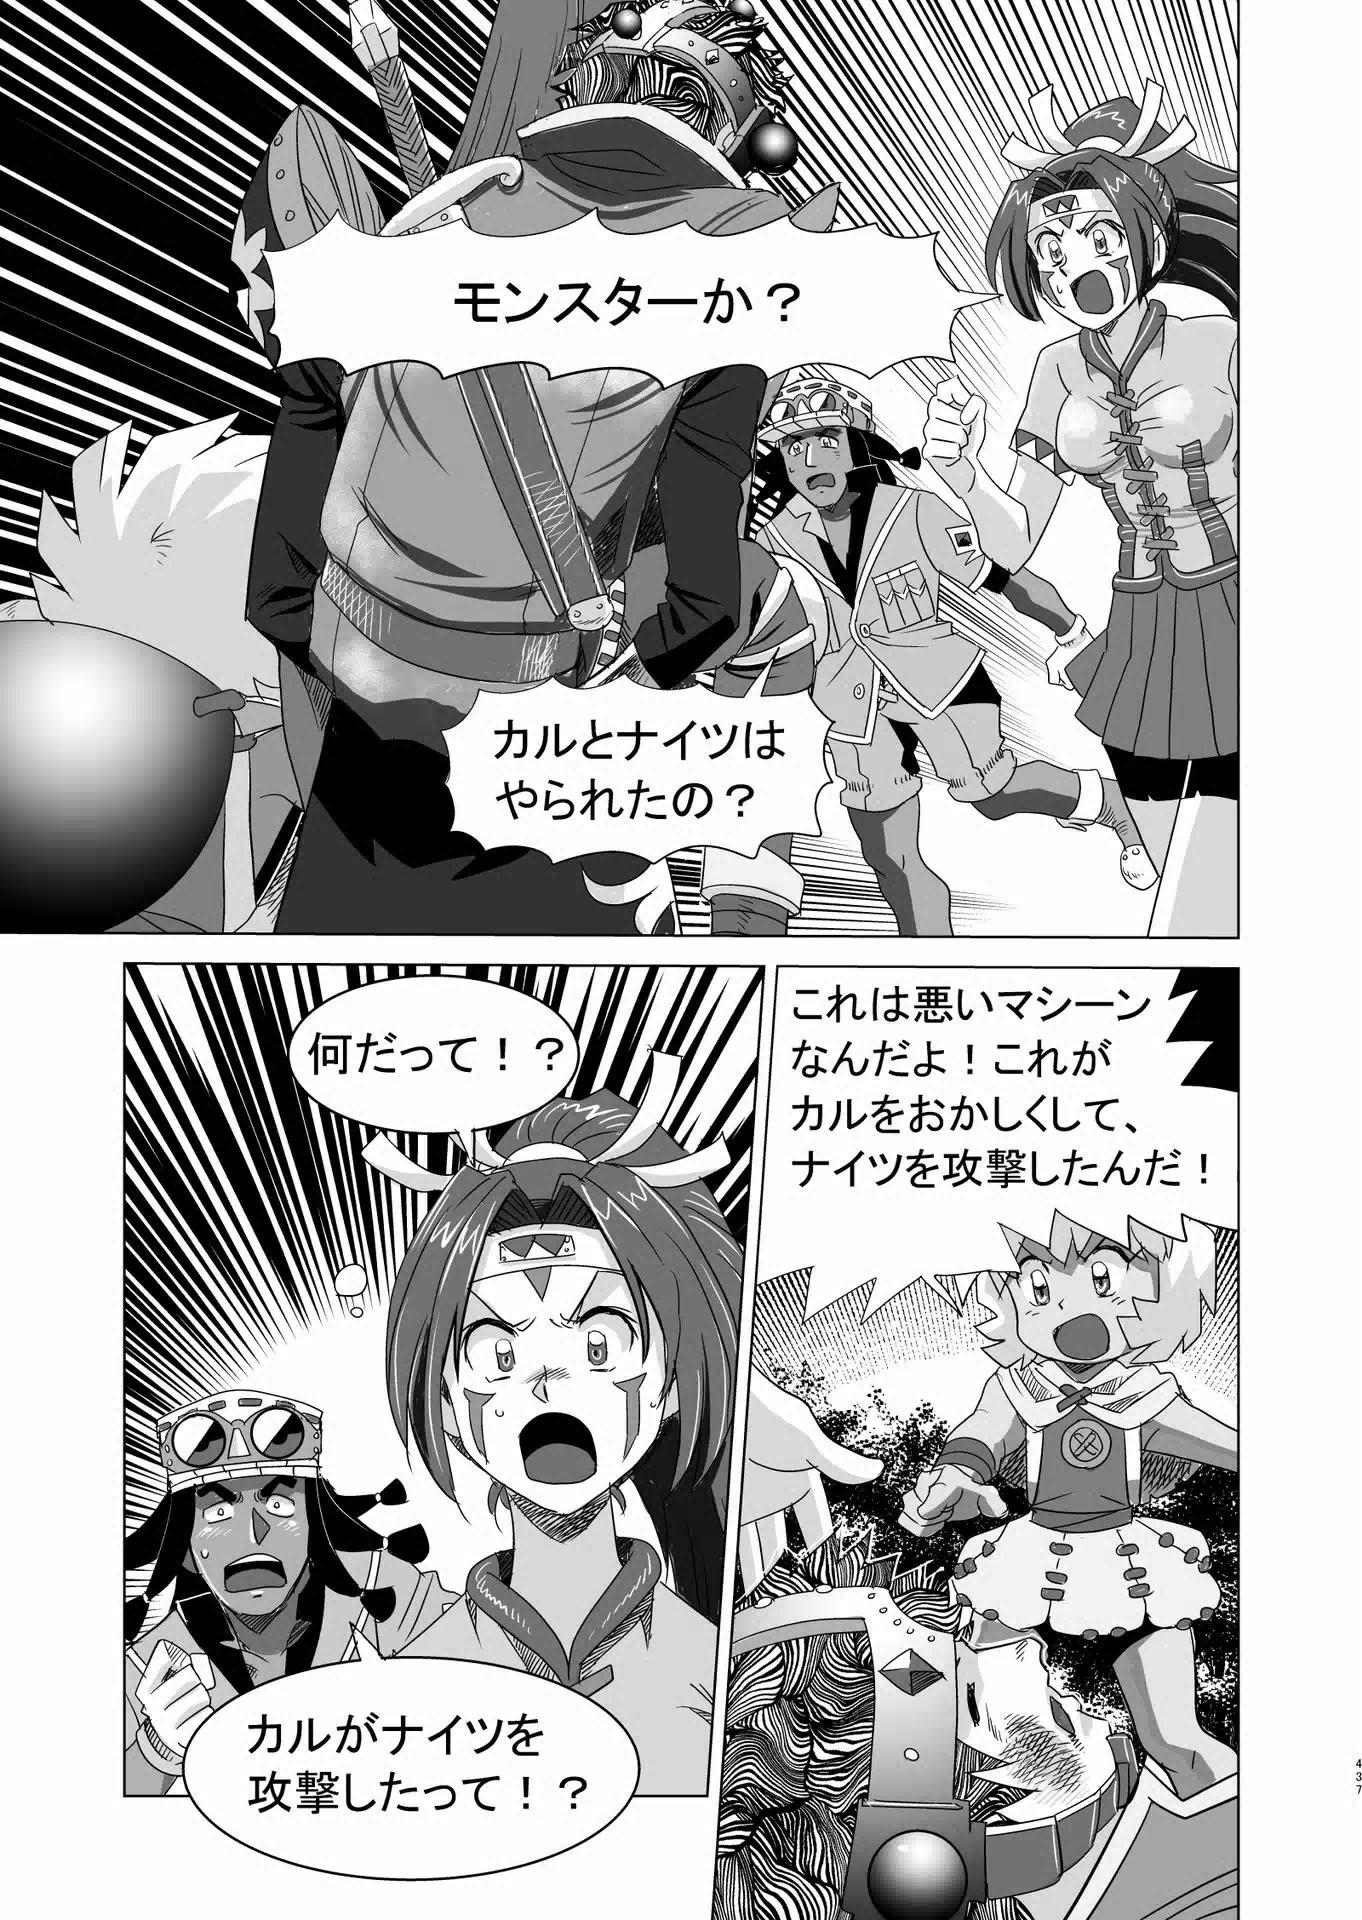 モンスターか？
カルとナイツは
やられたの？
これは悪いマシーン
なんだよ！これが
カルをおかしくして、
ナイツを攻撃したんだ！
何だって！？
カルがナイツを
攻撃したって！？
437